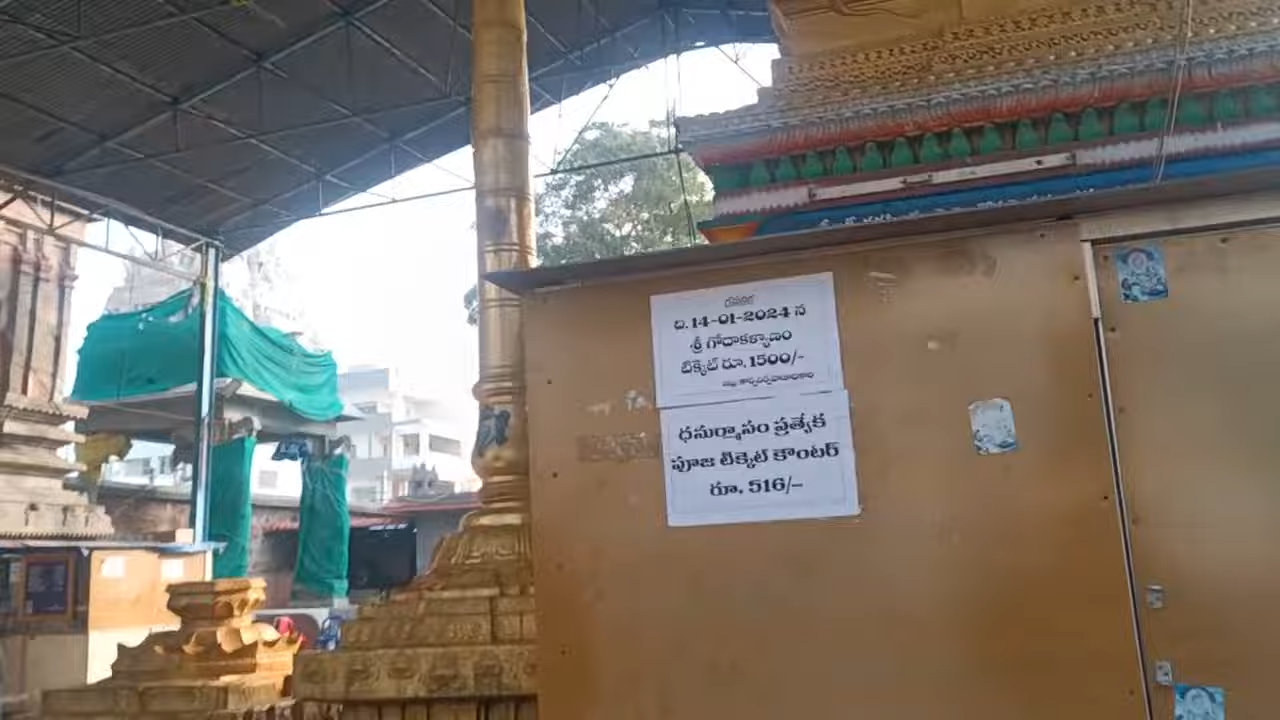 ది. 14-01-2024 న
శ్రీ గోదాకళ్యాణం
టిక్కెట్ రూ. 1500/-
ధనుర్మాసం ప్రత్యేక
పూజ టిక్కెట్ కౌంటర్
రూ. 516/-